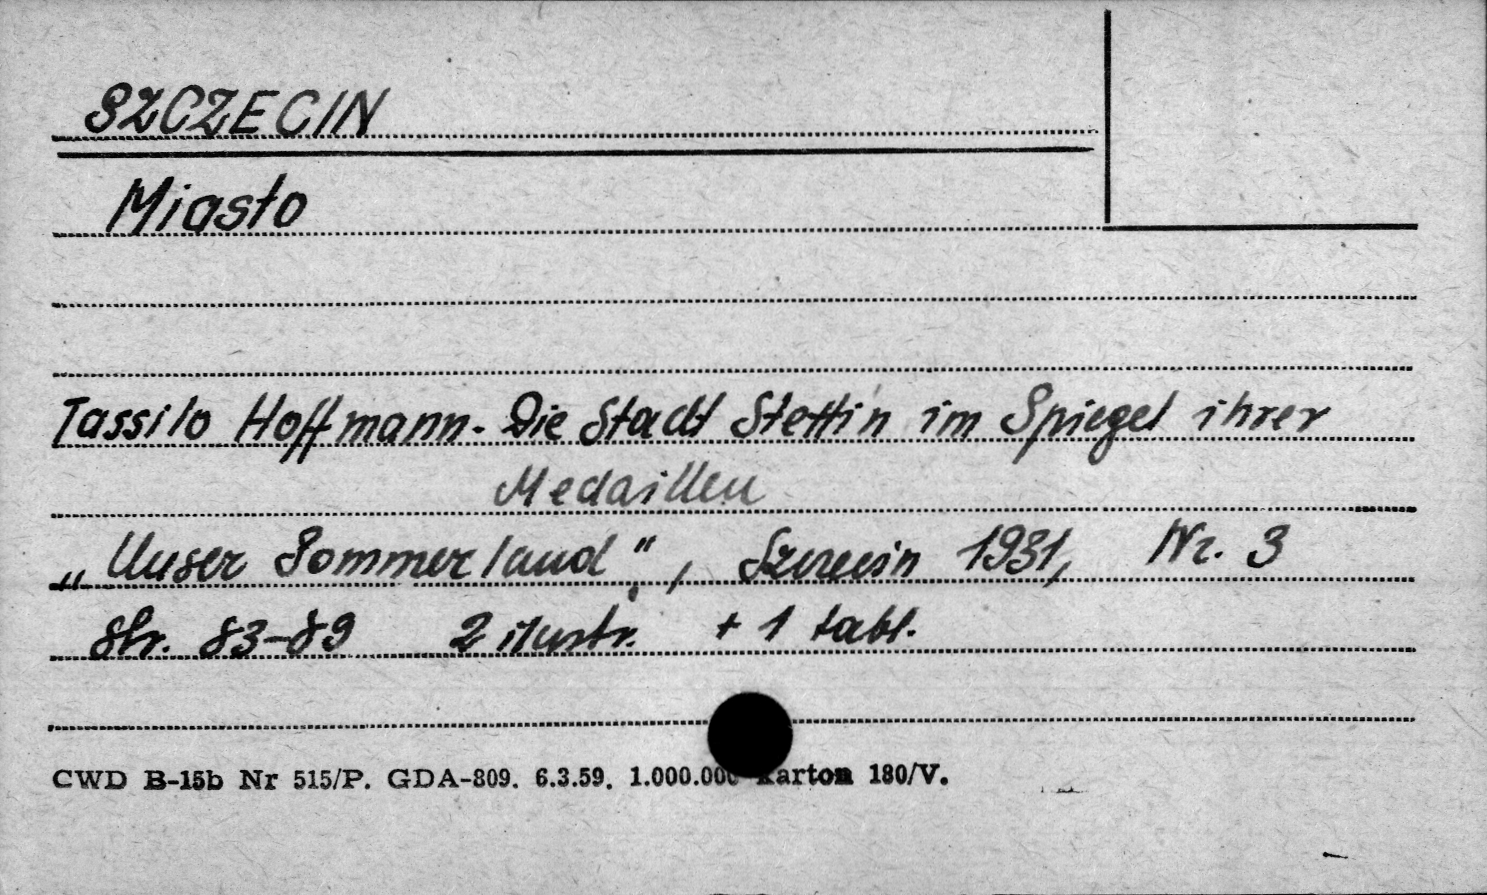 SZCZECIN
Miasto
Tassilo Hoffmann - Die Stadt Stettin im Spiegel ihrer
Medaillen
„Unser Pommerland", Szczecin 1931, Nr. 3
Str. 83-89 2 ilustr. + 1 tabl.
CWD B-15b Nr 515/P. GDA-809. 6.3.59. 1.000.000 Karton 180/V.